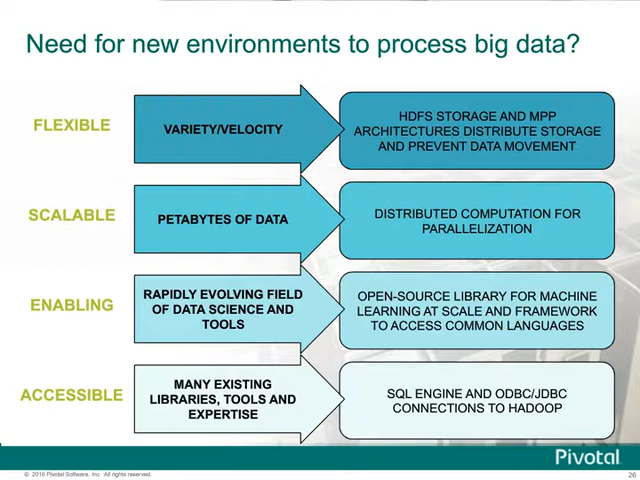 Need for new environments to process big data?
FLEXIBLE
VARIETY/VELOCITY
HDFS STORAGE AND MPP
ARCHITECTURES DISTRIBUTE STORAGE
AND PREVENT DATA MOVEMENT
SCALABLE
PETABYTES OF DATA
DISTRIBUTED COMPUTATION FOR
PARALLELIZATION
ENABLING
RAPIDLY EVOLVING FIELD
OF DATA SCIENCE AND
TOOLS
OPEN-SOURCE LIBRARY FOR MACHINE
LEARNING AT SCALE AND FRAMEWORK
TO ACCESS COMMON LANGUAGES
ACCESSIBLE
MANY EXISTING
LIBRARIES, TOOLS AND
EXPERTISE
SQL ENGINE AND ODBC/JDBC
CONNECTIONS TO HADOOP
Pivotal
© 2016 Pivotal Software, Inc. All rights reserved.
26